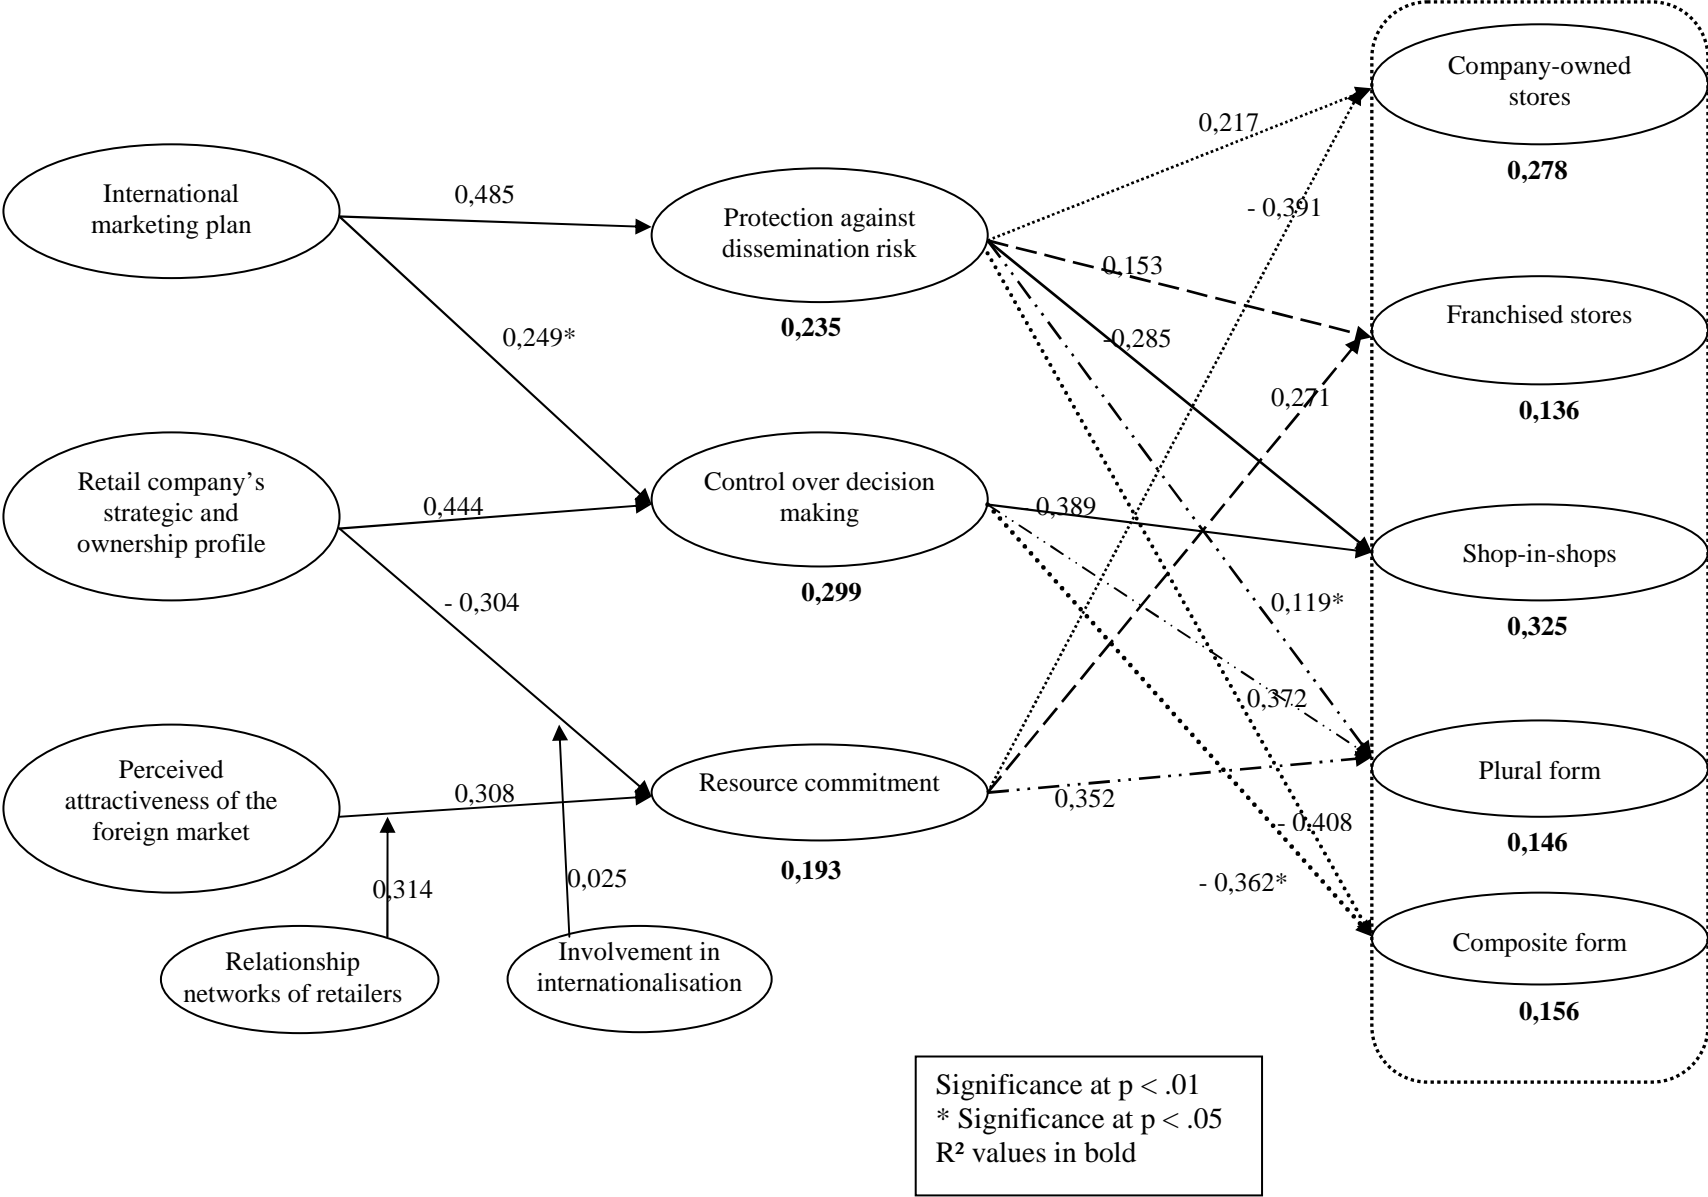 Company-owned
stores
0,217
0,278
International
marketing plan
0,485
Protection against
dissemination risk
- 0,391
0,153
Franchised stores
0,235
0,249*
-0,285
0,271
0,136
Retail company’s
strategic and
ownership profile
0,444
Control over decision
making
0,389
Shop-in-shops
0,299
- 0,304
0,119*
0,325
0,372
Perceived
attractiveness of the
foreign market
0,308
Resource commitment
0,352
Plural form
- 0,408
0,146
0,193
0,314
0,025
- 0,362*
Relationship
networks of retailers
Involvement in
internationalisation
Composite form
0,156
Significance at p < .01
* Significance at p < .05
R² values in bold